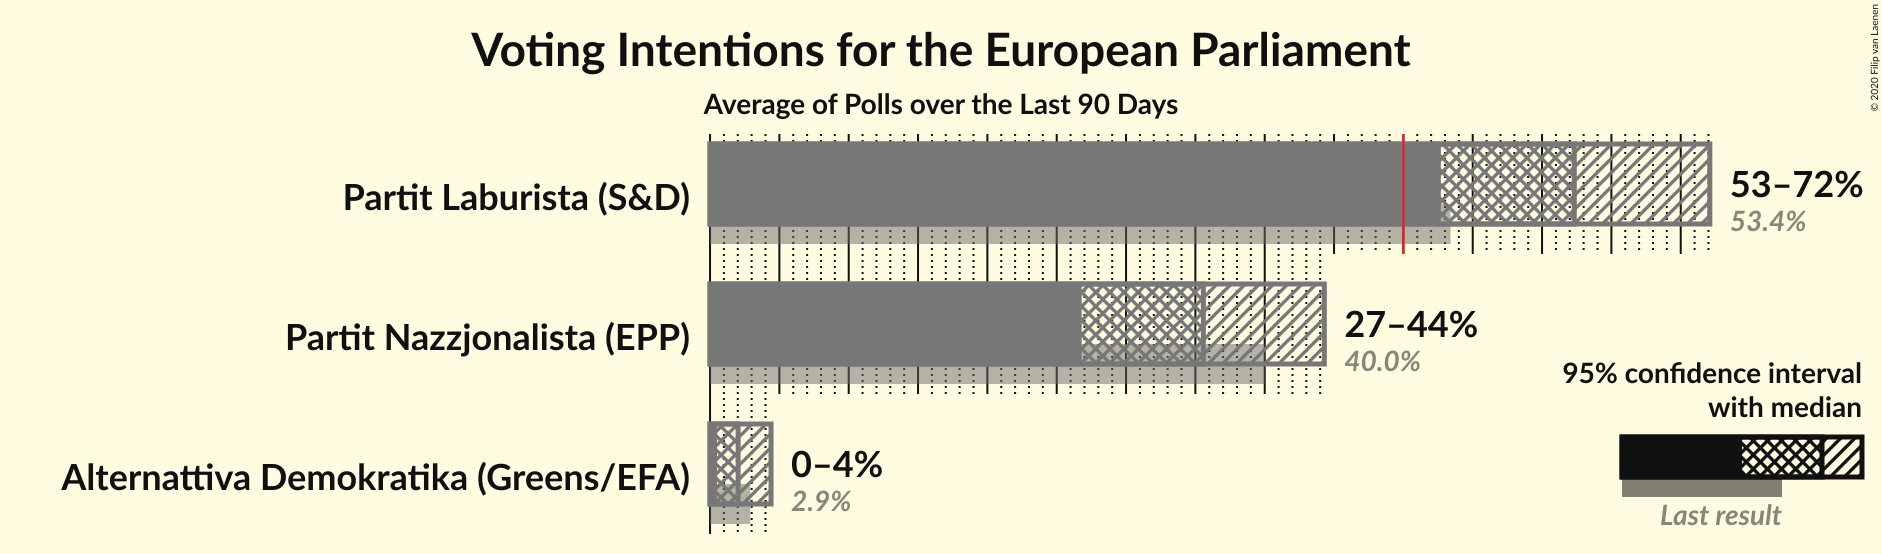 Voting Intentions for the European Parliament
Average of Polls over the Last 90 Days
Partit Laburista (S&D)
53–72%
53.4%
Partit Nazzjonalista (EPP)
27–44%
40.0%
Alternattiva Demokratika (Greens/EFA)
0–4%
2.9%
95% confidence interval
with median
Last result
© 2020 Filip van Laenen